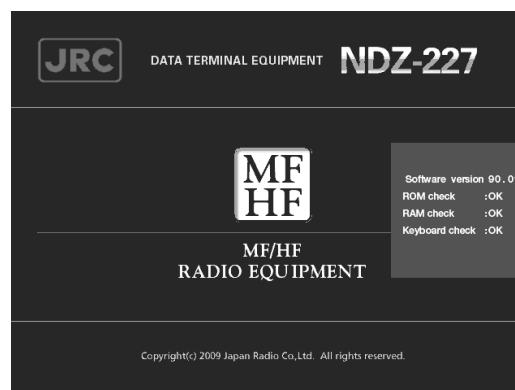 JRC
DATA TERMINAL EQUIPMENT NDZ-227
MF
HF
MF/HF
RADIO EQUIPMENT
Software version 90.0
ROM check :OK
RAM check :OK
Keyboard check :OK
Copyright(c) 2009 Japan Radio Co,Ltd. All rights reserved.